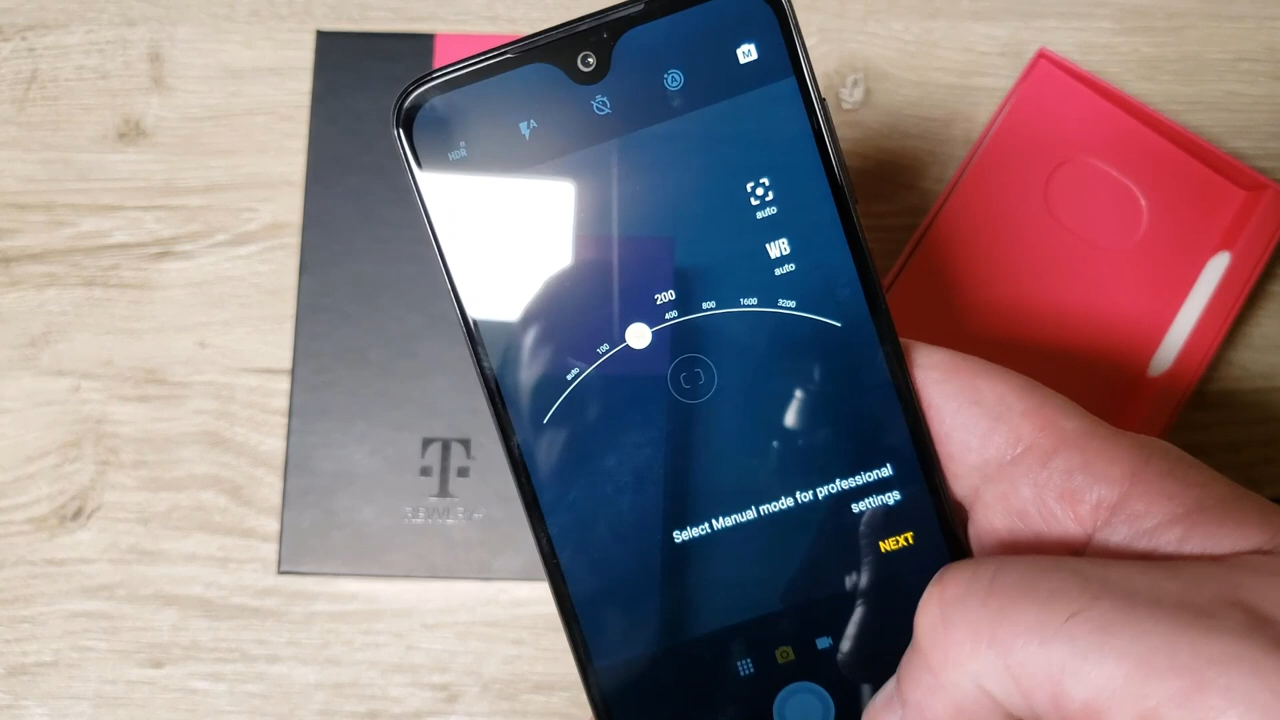 M
A
A
HDR
auto
WB
auto
200
auto
100
400
800
1600
3200
Select Manual mode for professional
settings
NEXT
T